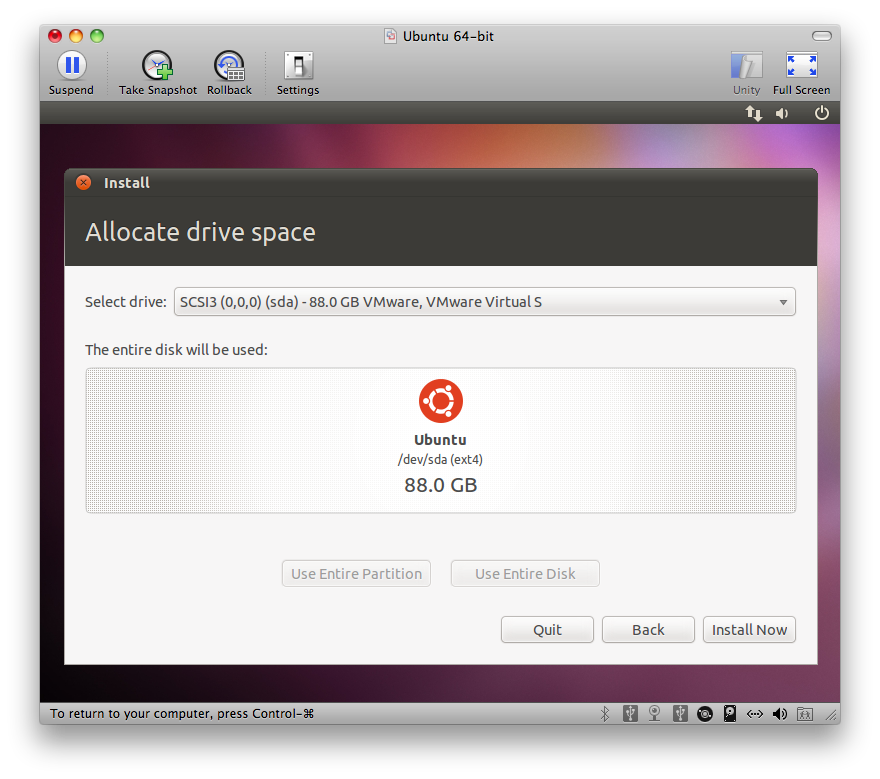 Ubuntu 64-bit
Suspend
Take Snapshot
Rollback
Settings
Unity
Full Screen
Install
Allocate drive space
Select drive: SCSI3 (0,0,0) (sda) - 88.0 GB VMware, VMware Virtual S
The entire disk will be used:
Ubuntu
/dev/sda (ext4)
88.0 GB
Use Entire Partition
Use Entire Disk
Quit
Back
Install Now
To return to your computer, press Control-⌘